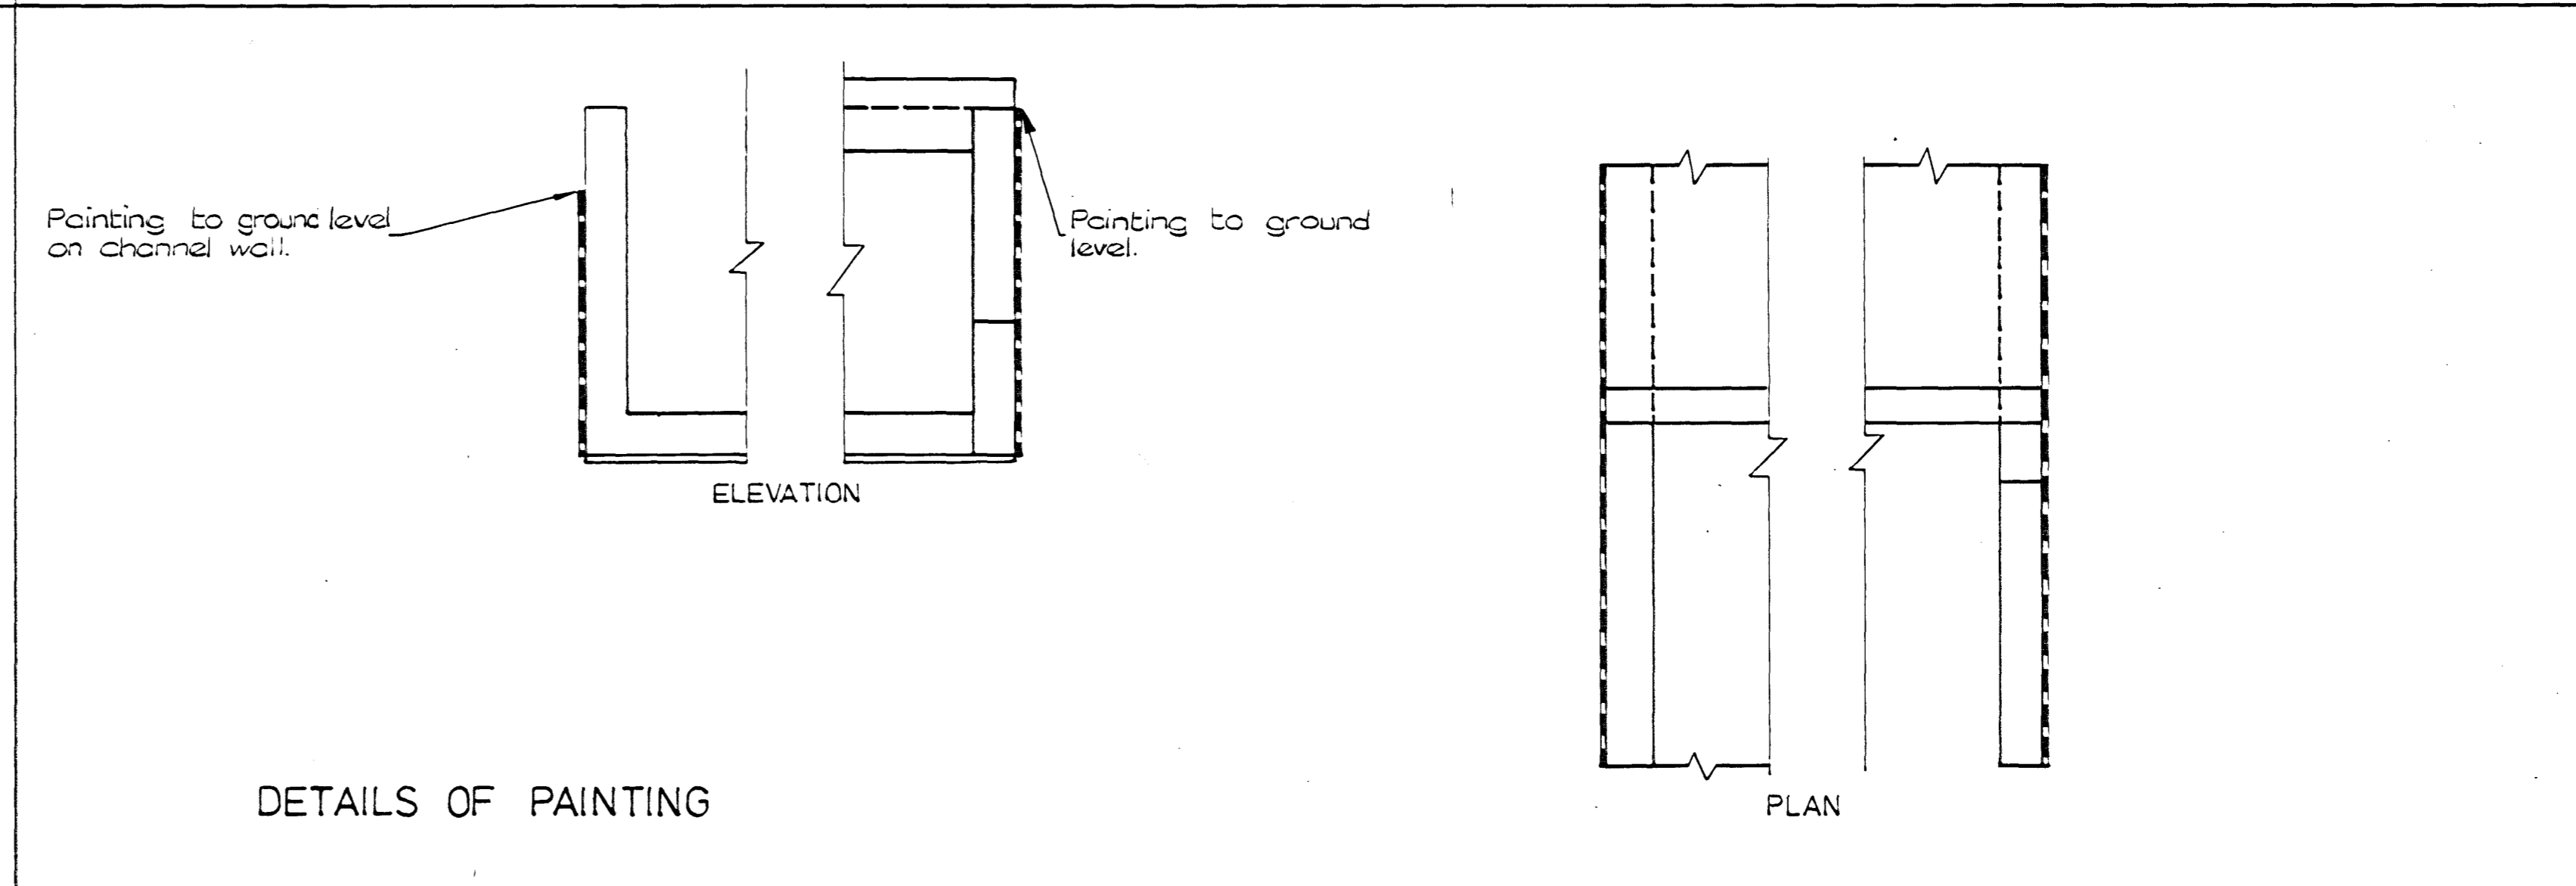 Painting to ground level
on channel wall.
Painting to ground
level.
ELEVATION
DETAILS OF PAINTING
PLAN